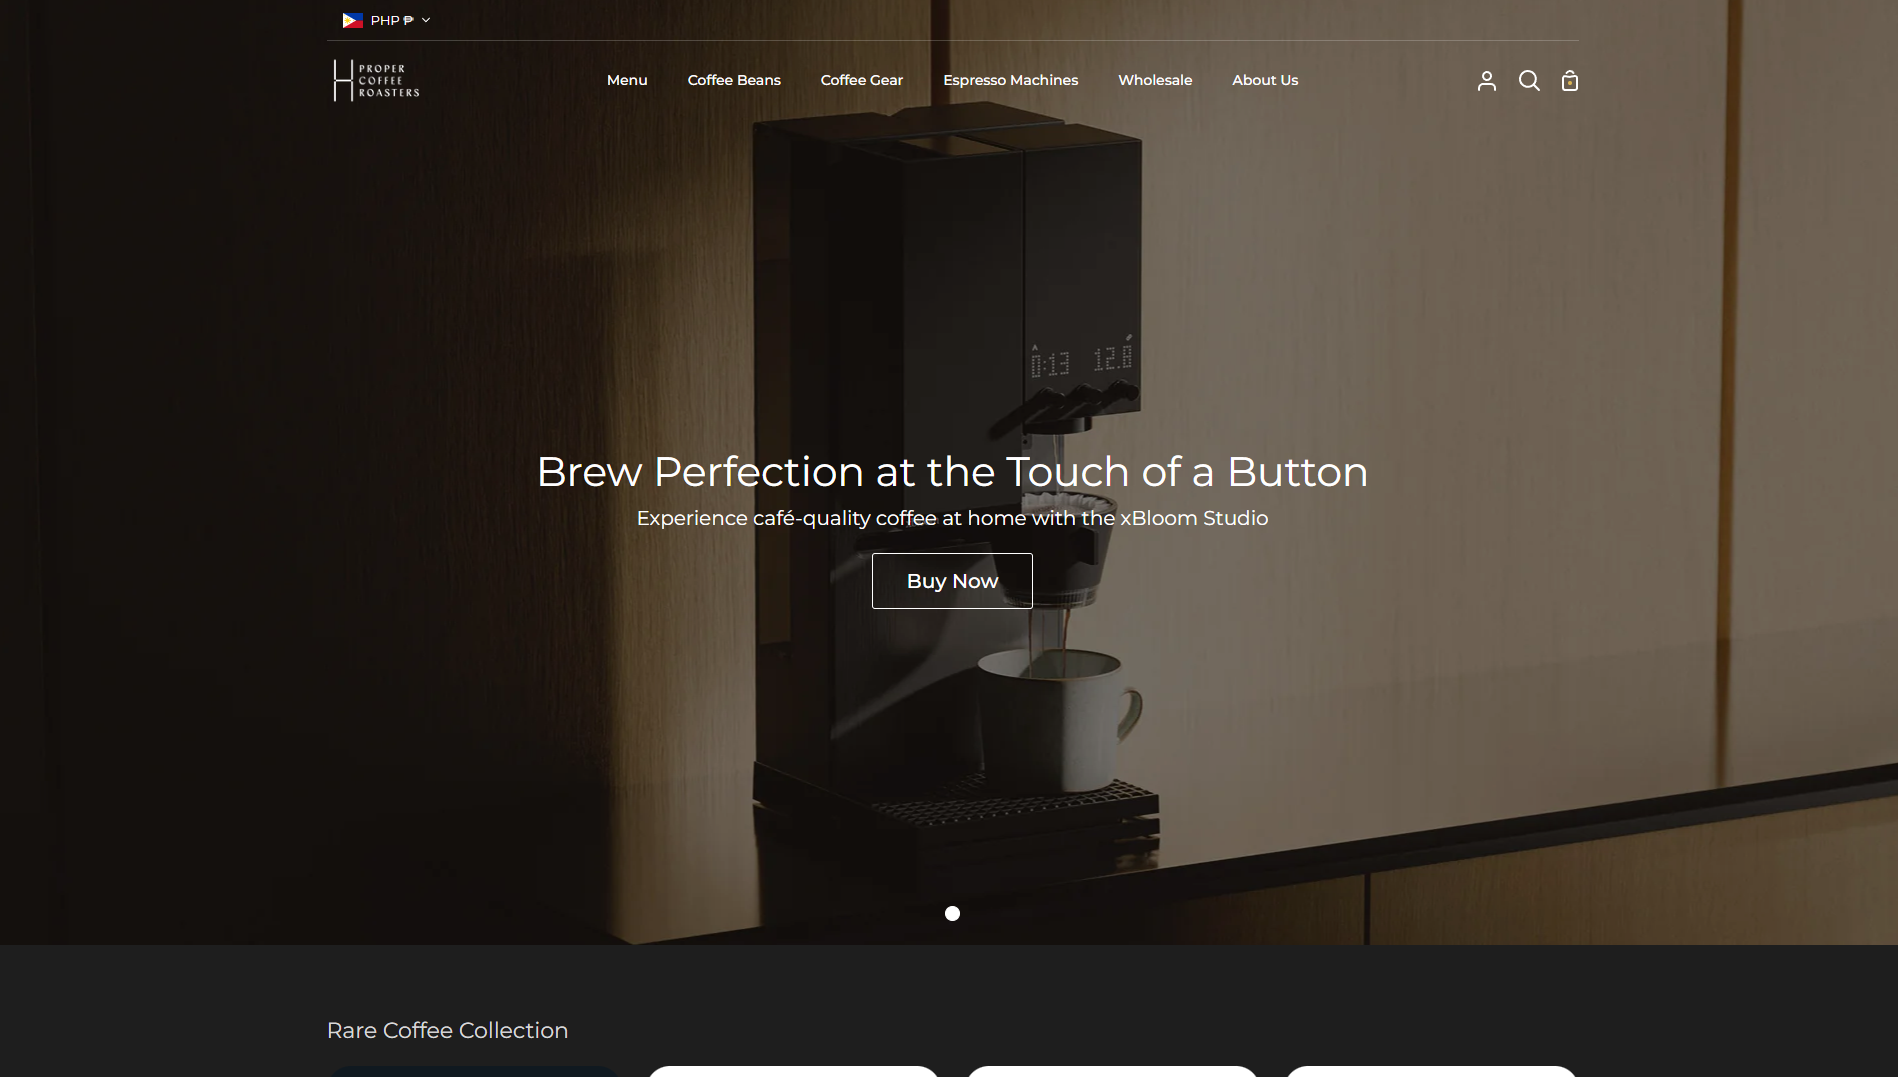 PHP ₱
H PROPER
COFFEE
ROASTERS
Menu
Coffee Beans
Coffee Gear
Espresso Machines
Wholesale
About Us
0:13 12.8
Brew Perfection at the Touch of a Button
Experience café-quality coffee at home with the xBloom Studio
Buy Now
Rare Coffee Collection